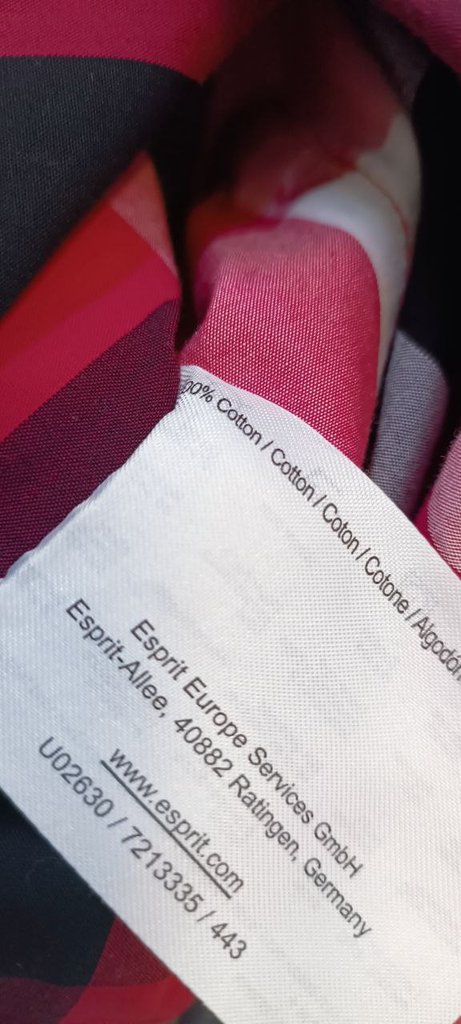 00% Cotton / Cotton / Coton / Cotone / Algodón
Esprit Europe Services GmbH
Esprit-Allee, 40882 Ratingen, Germany
www.esprit.com
U02630 / 7213335 / 443